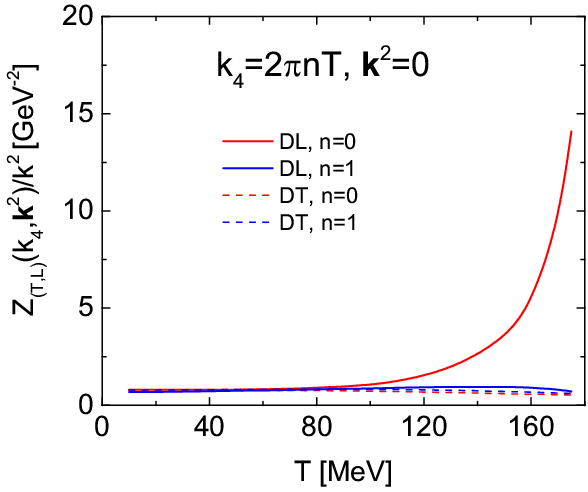 20
15
10
5
0
Z(T,L)(k4,k²)/k² [GeV⁻²]
k₄=2πnT, k²=0
DL, n=0
DL, n=1
DT, n=0
DT, n=1
0 40 80 120 160
T [MeV]